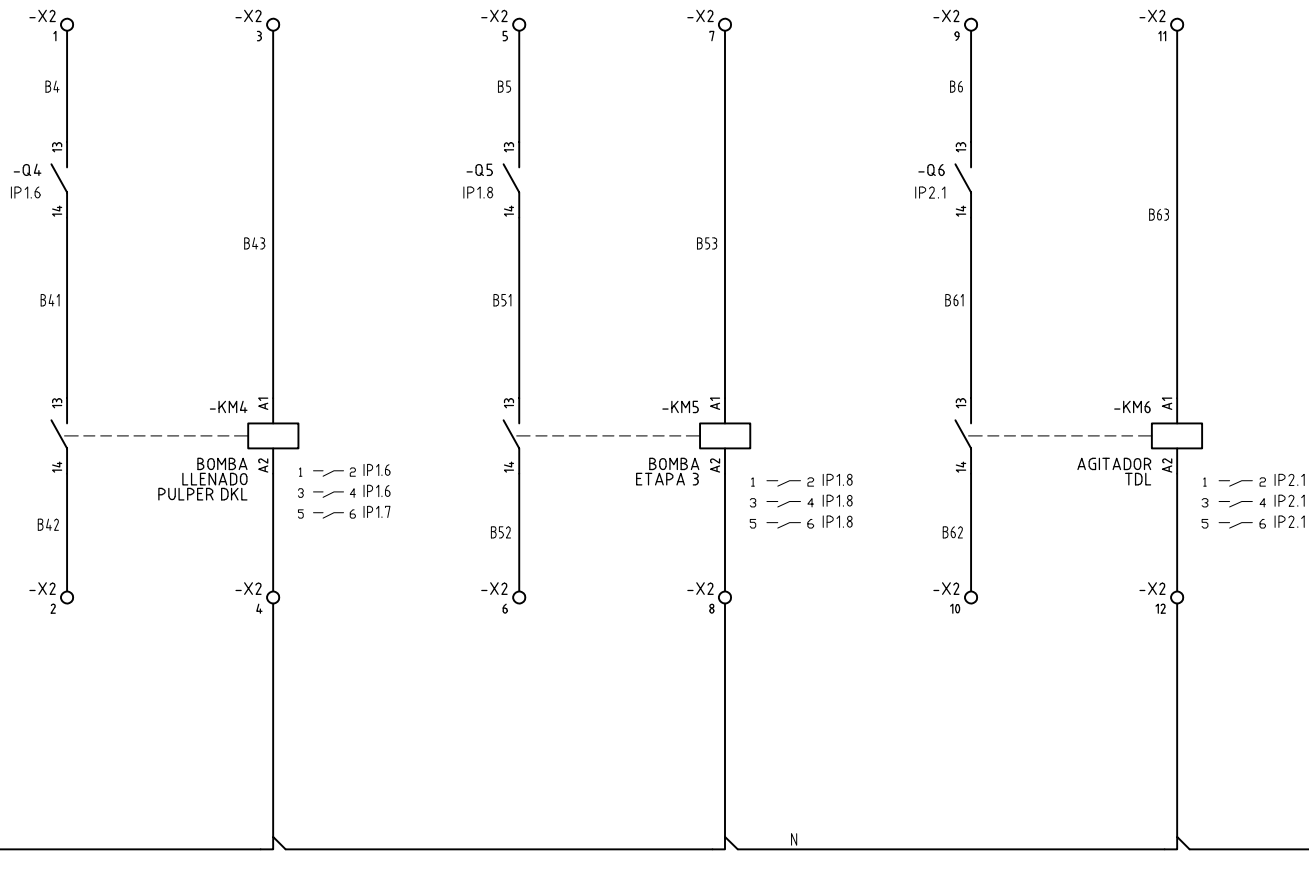 -X2
1
B4
13
-Q4
IP1.6
14
B41
13
14
B42
-X2
2
-X2
3
B43
-KM4
A1
A2
BOMBA
LLENADO
PULPER DKL
1 2 IP1.6
3 4 IP1.6
5 6 IP1.7
-X2
4
-X2
5
B5
13
-Q5
IP1.8
14
B51
13
14
B52
-X2
6
-X2
7
B53
-KM5
A1
A2
BOMBA
ETAPA 3
1 2 IP1.8
3 4 IP1.8
5 6 IP1.8
-X2
8
-X2
9
B6
13
-Q6
IP2.1
14
B61
13
14
B62
-X2
10
-X2
11
B63
-KM6
A1
A2
AGITADOR
TDL
1 2 IP2.1
3 4 IP2.1
5 6 IP2.1
-X2
12
N